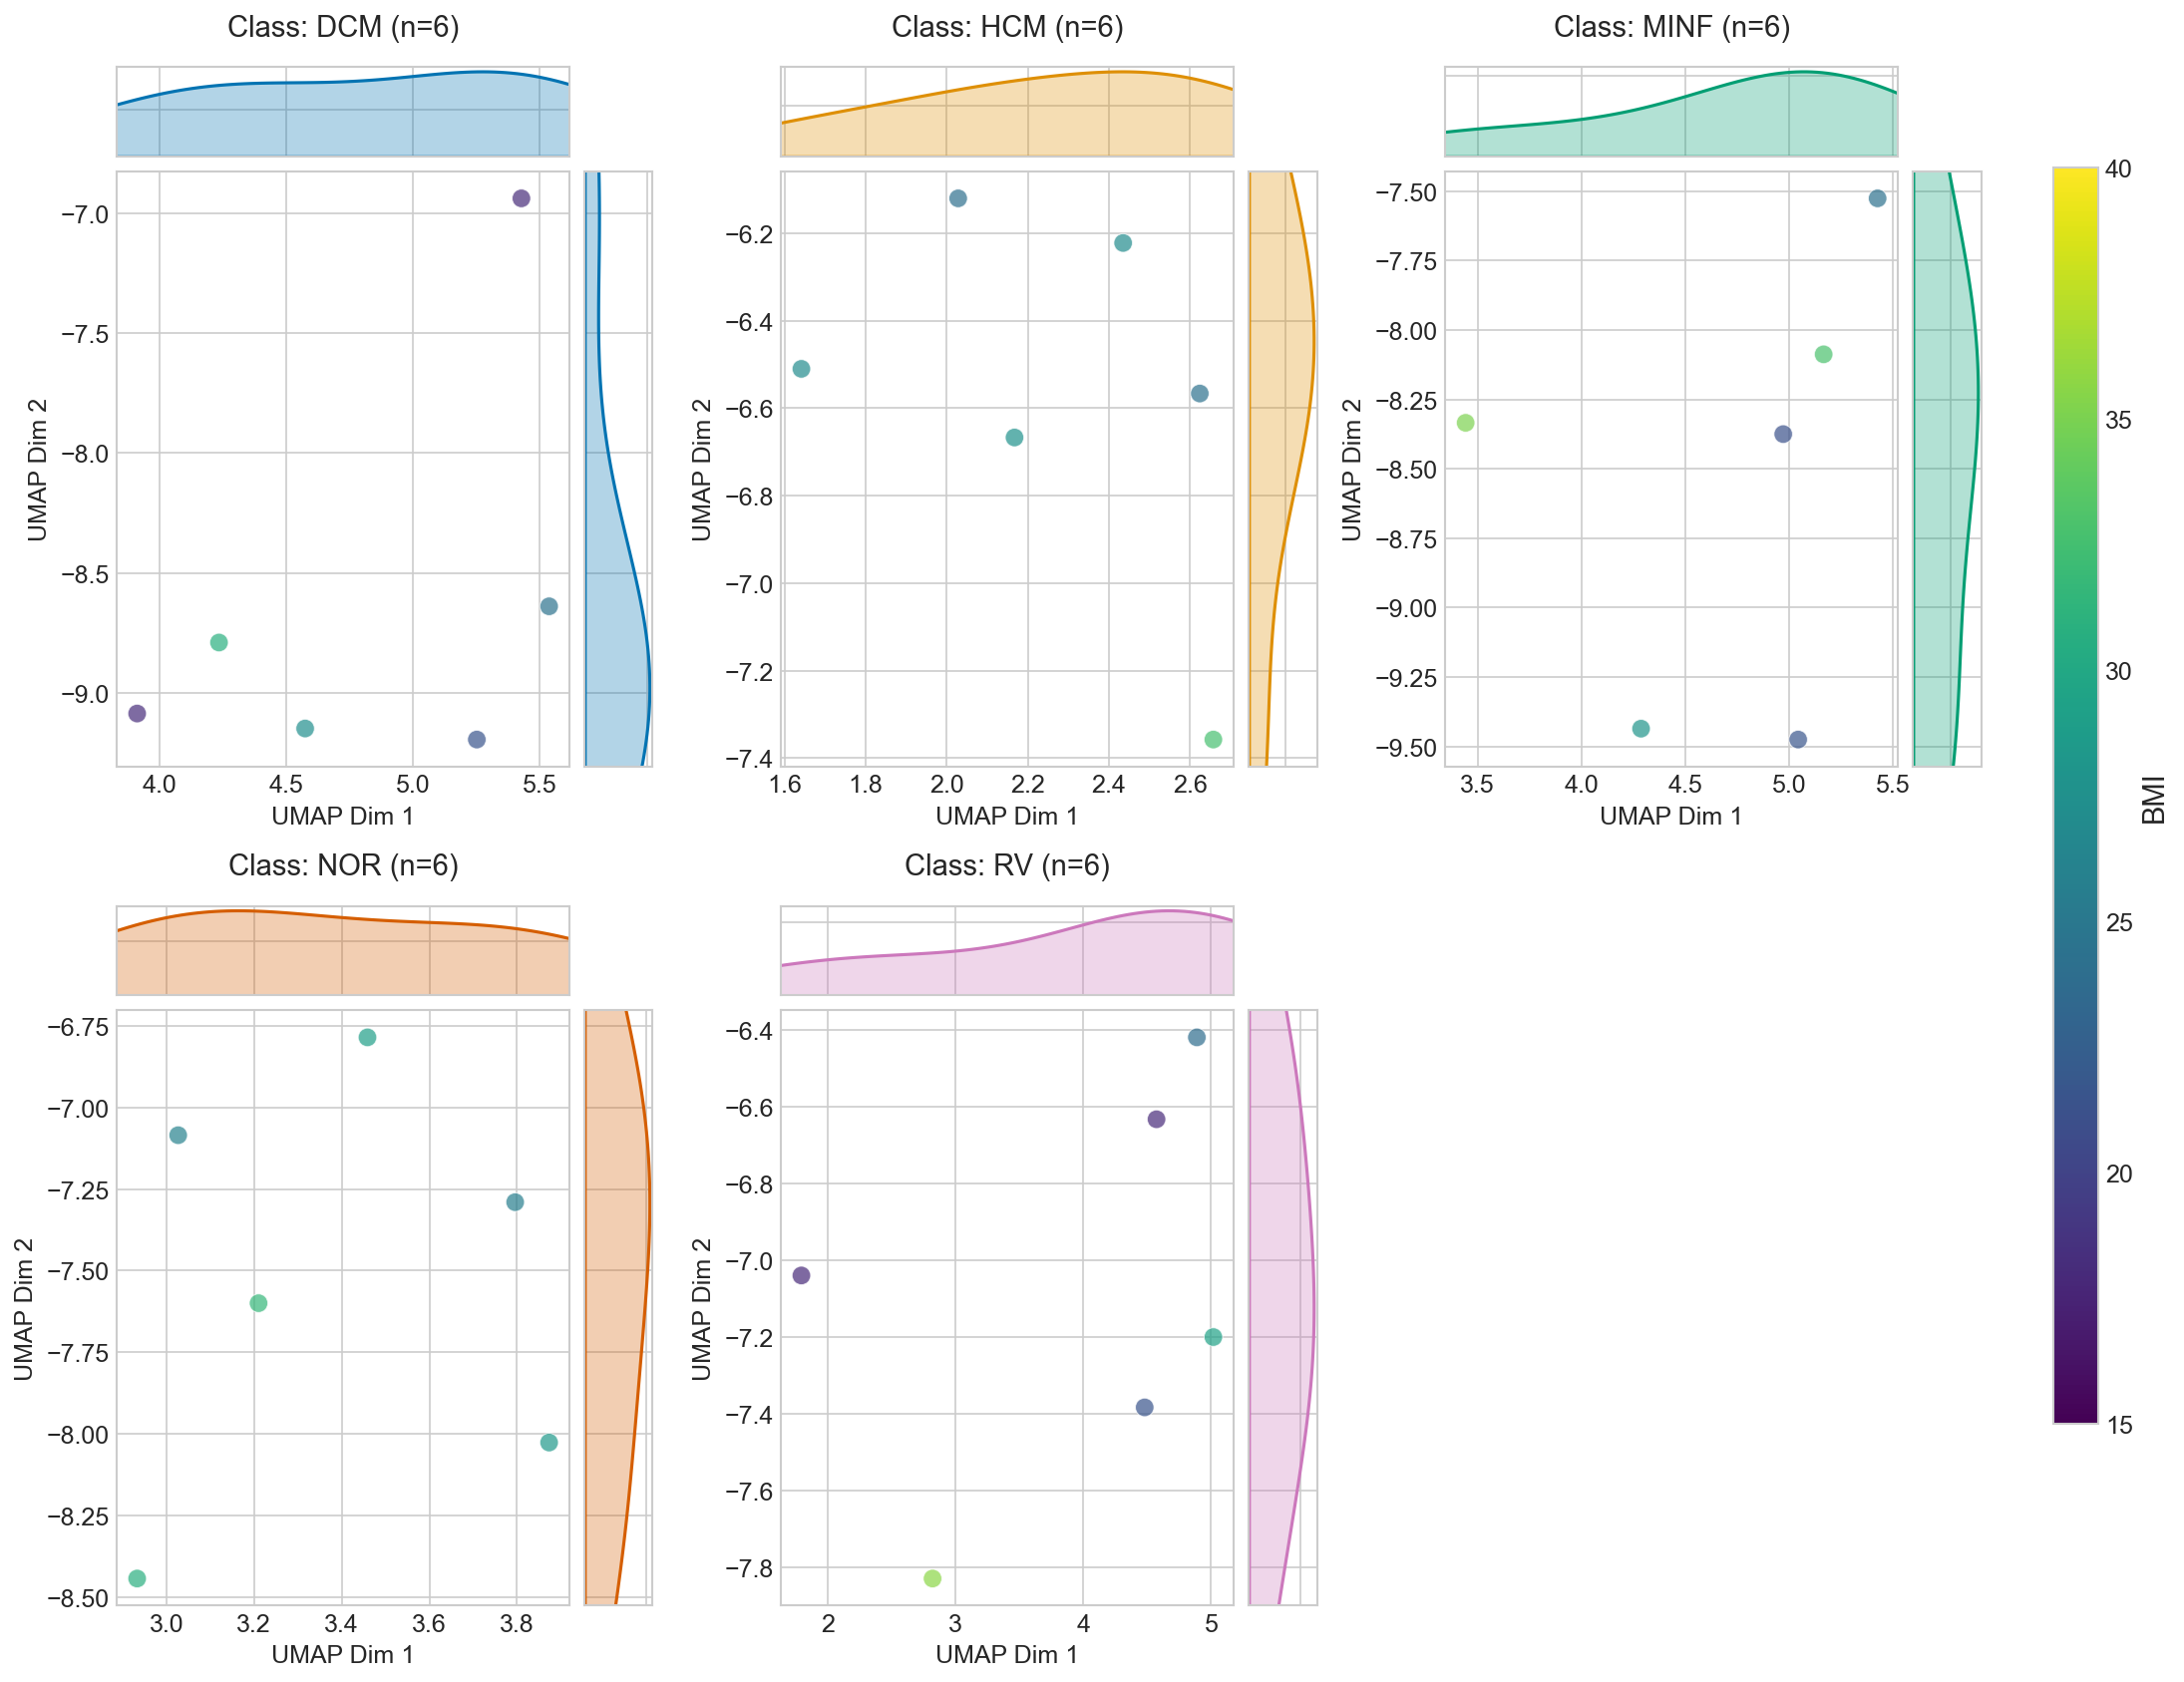 Class: DCM (n=6)
Class: HCM (n=6)
Class: MINF (n=6)
−7.0
−7.5
−8.0
−8.5
−9.0
UMAP Dim 2
4.0 4.5 5.0 5.5
UMAP Dim 1
−6.2
−6.4
−6.6
−6.8
−7.0
−7.2
−7.4
UMAP Dim 2
1.6 1.8 2.0 2.2 2.4 2.6
UMAP Dim 1
−7.50
−7.75
−8.00
−8.25
−8.50
−8.75
−9.00
−9.25
−9.50
UMAP Dim 2
3.5 4.0 4.5 5.0 5.5
UMAP Dim 1
40
35
30
25
20
15
BMI
Class: NOR (n=6)
Class: RV (n=6)
−6.75
−7.00
−7.25
−7.50
−7.75
−8.00
−8.25
−8.50
UMAP Dim 2
3.0 3.2 3.4 3.6 3.8
UMAP Dim 1
−6.4
−6.6
−6.8
−7.0
−7.2
−7.4
−7.6
−7.8
UMAP Dim 2
2 3 4 5
UMAP Dim 1